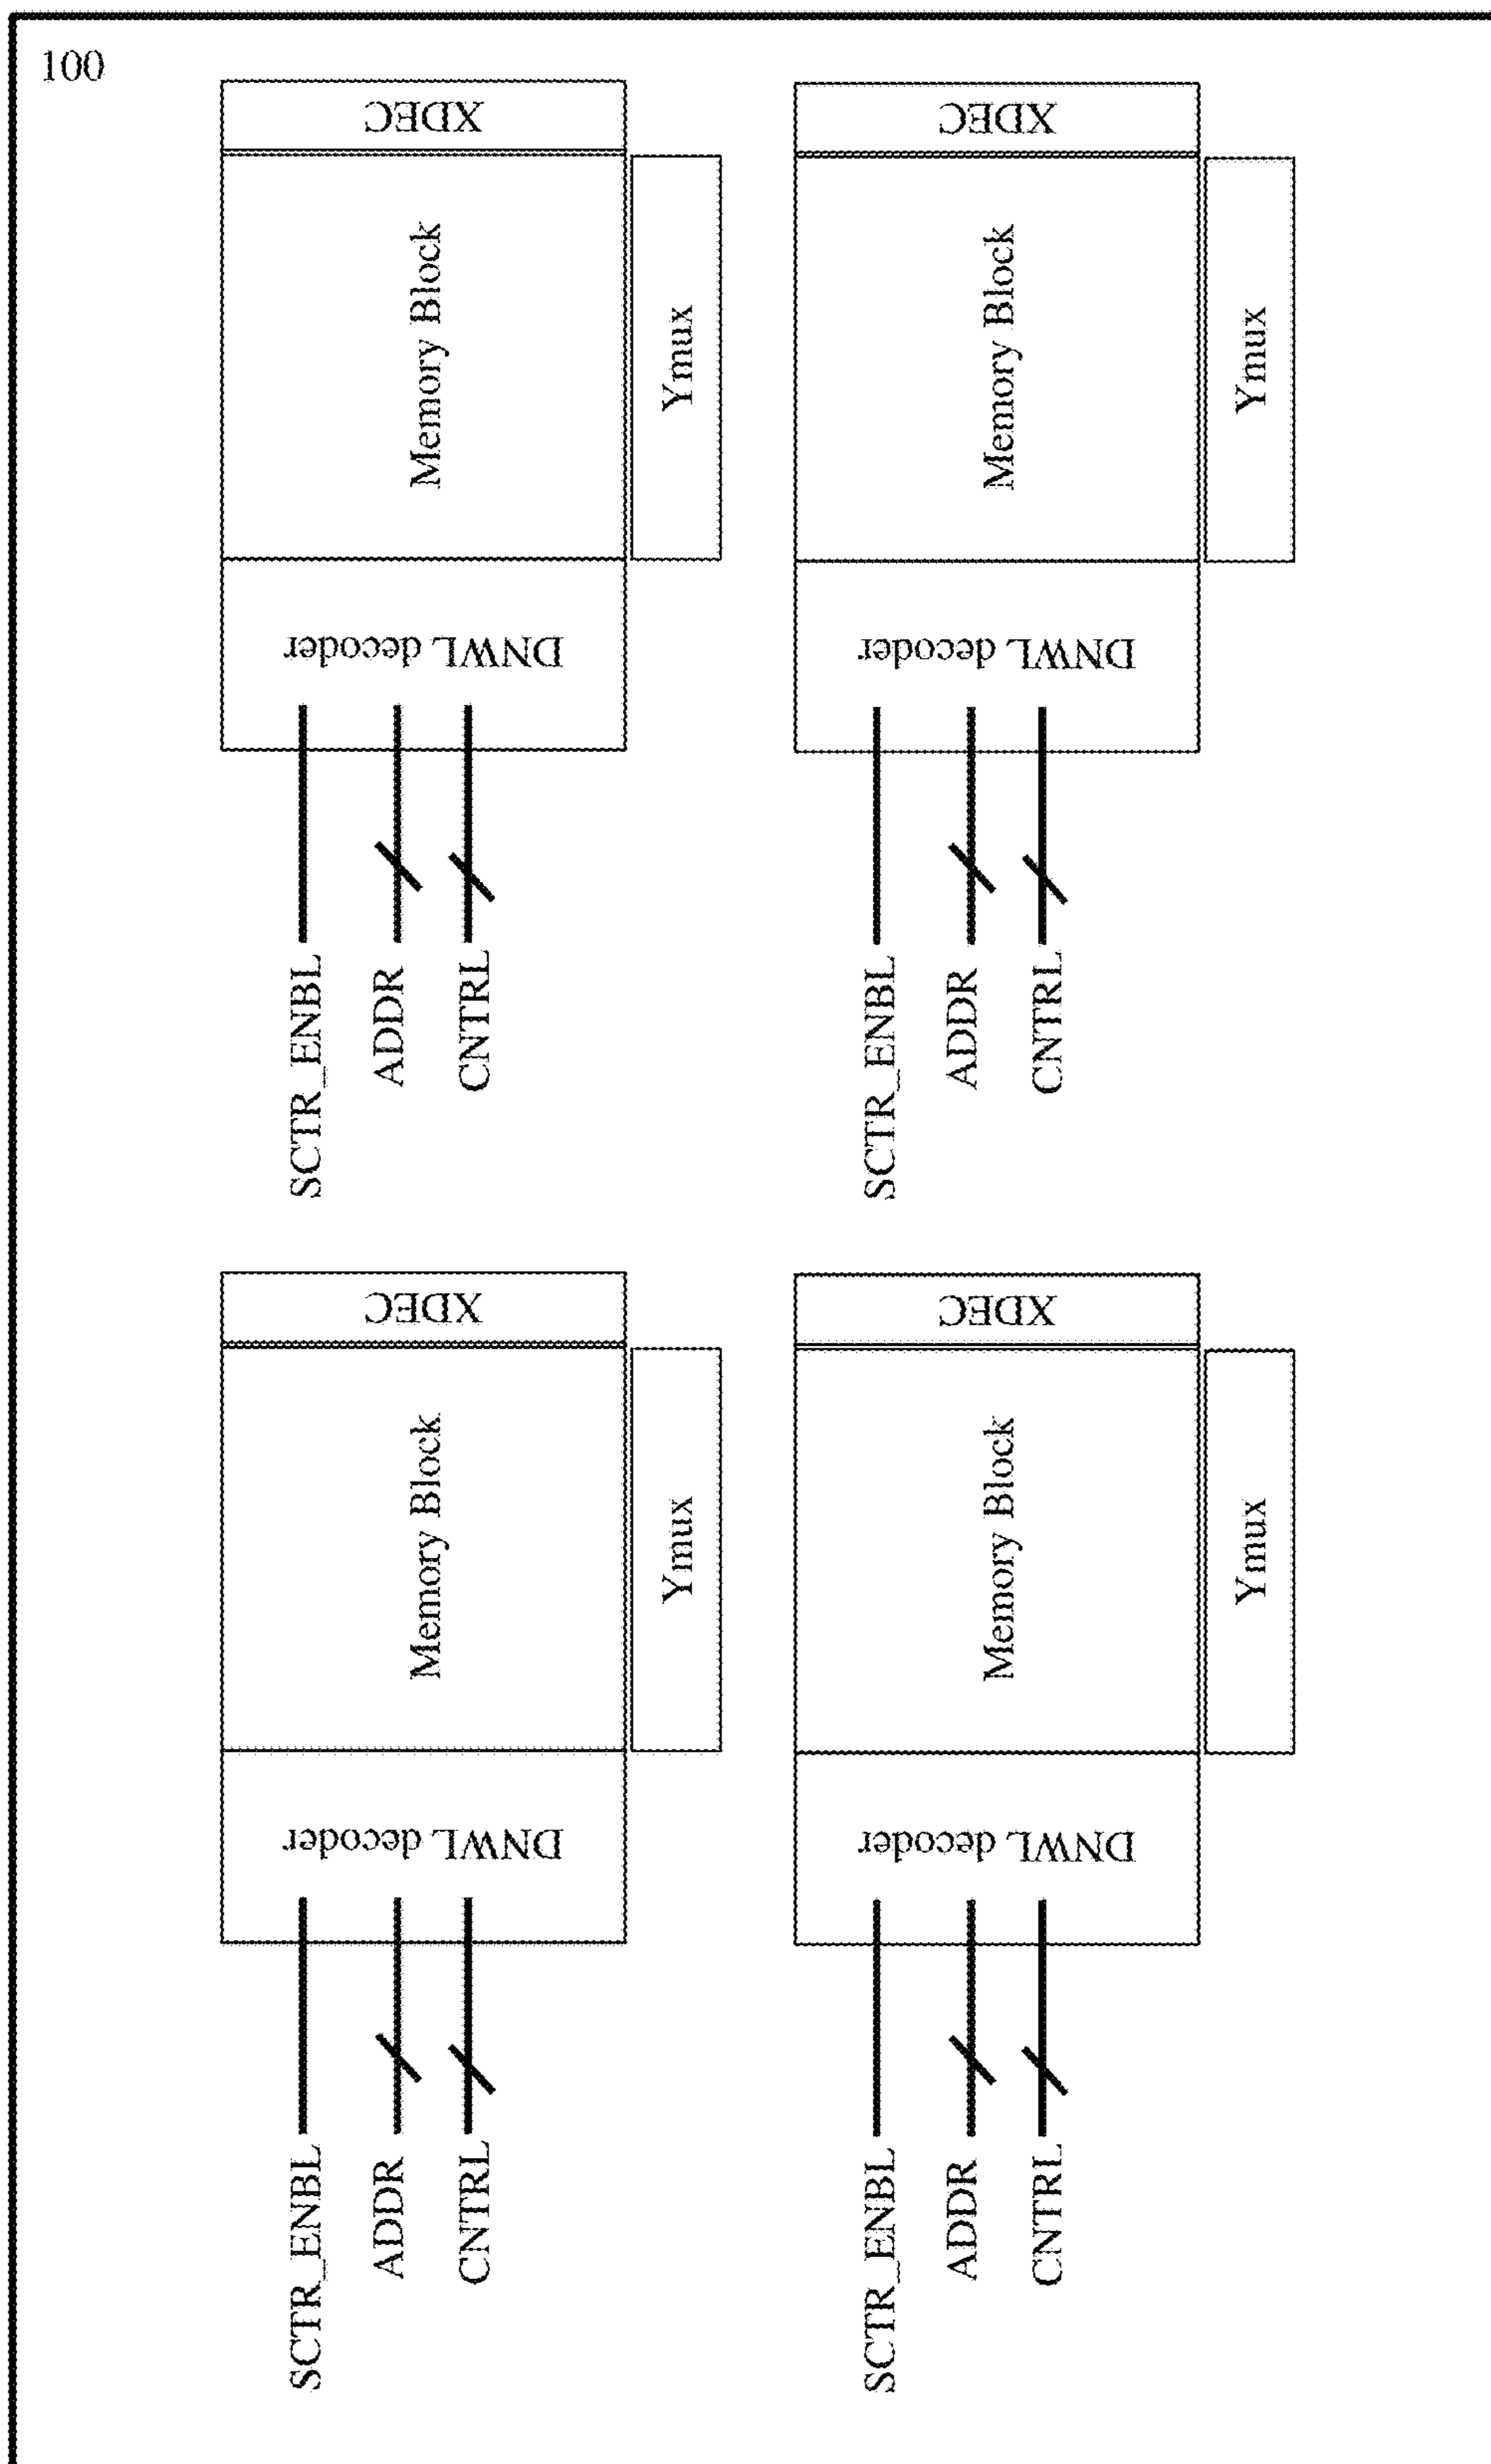 100
XDEC
Memory Block
Ymux
DNWL decoder
SCTR_ENBL
ADDR
CNTRL
XDEC
Memory Block
Ymux
DNWL decoder
SCTR_ENBL
ADDR
CNTRL
XDEC
Memory Block
Ymux
DNWL decoder
SCTR_ENBL
ADDR
CNTRL
XDEC
Memory Block
Ymux
DNWL decoder
SCTR_ENBL
ADDR
CNTRL